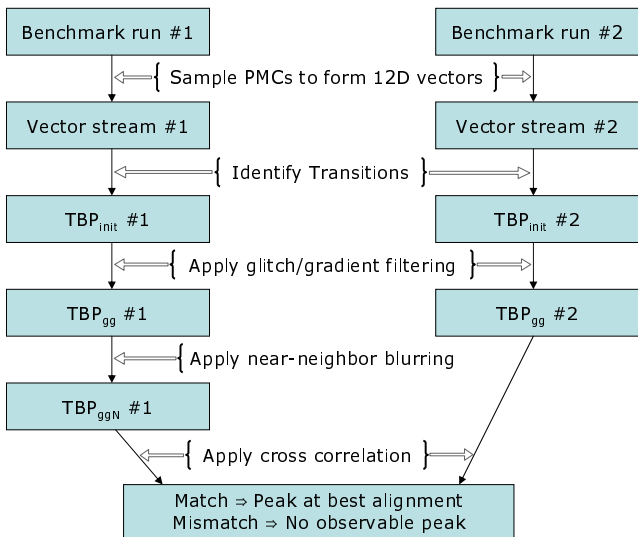 Benchmark run #1
Benchmark run #2
Sample PMCs to form 12D vectors
Vector stream #1
Vector stream #2
Identify Transitions
TBPinit #1
TBPinit #2
Apply glitch/gradient filtering
TBPgg #1
TBPgg #2
Apply near-neighbor blurring
TBPggN #1
Apply cross correlation
Match ⇒ Peak at best alignment
Mismatch ⇒ No observable peak